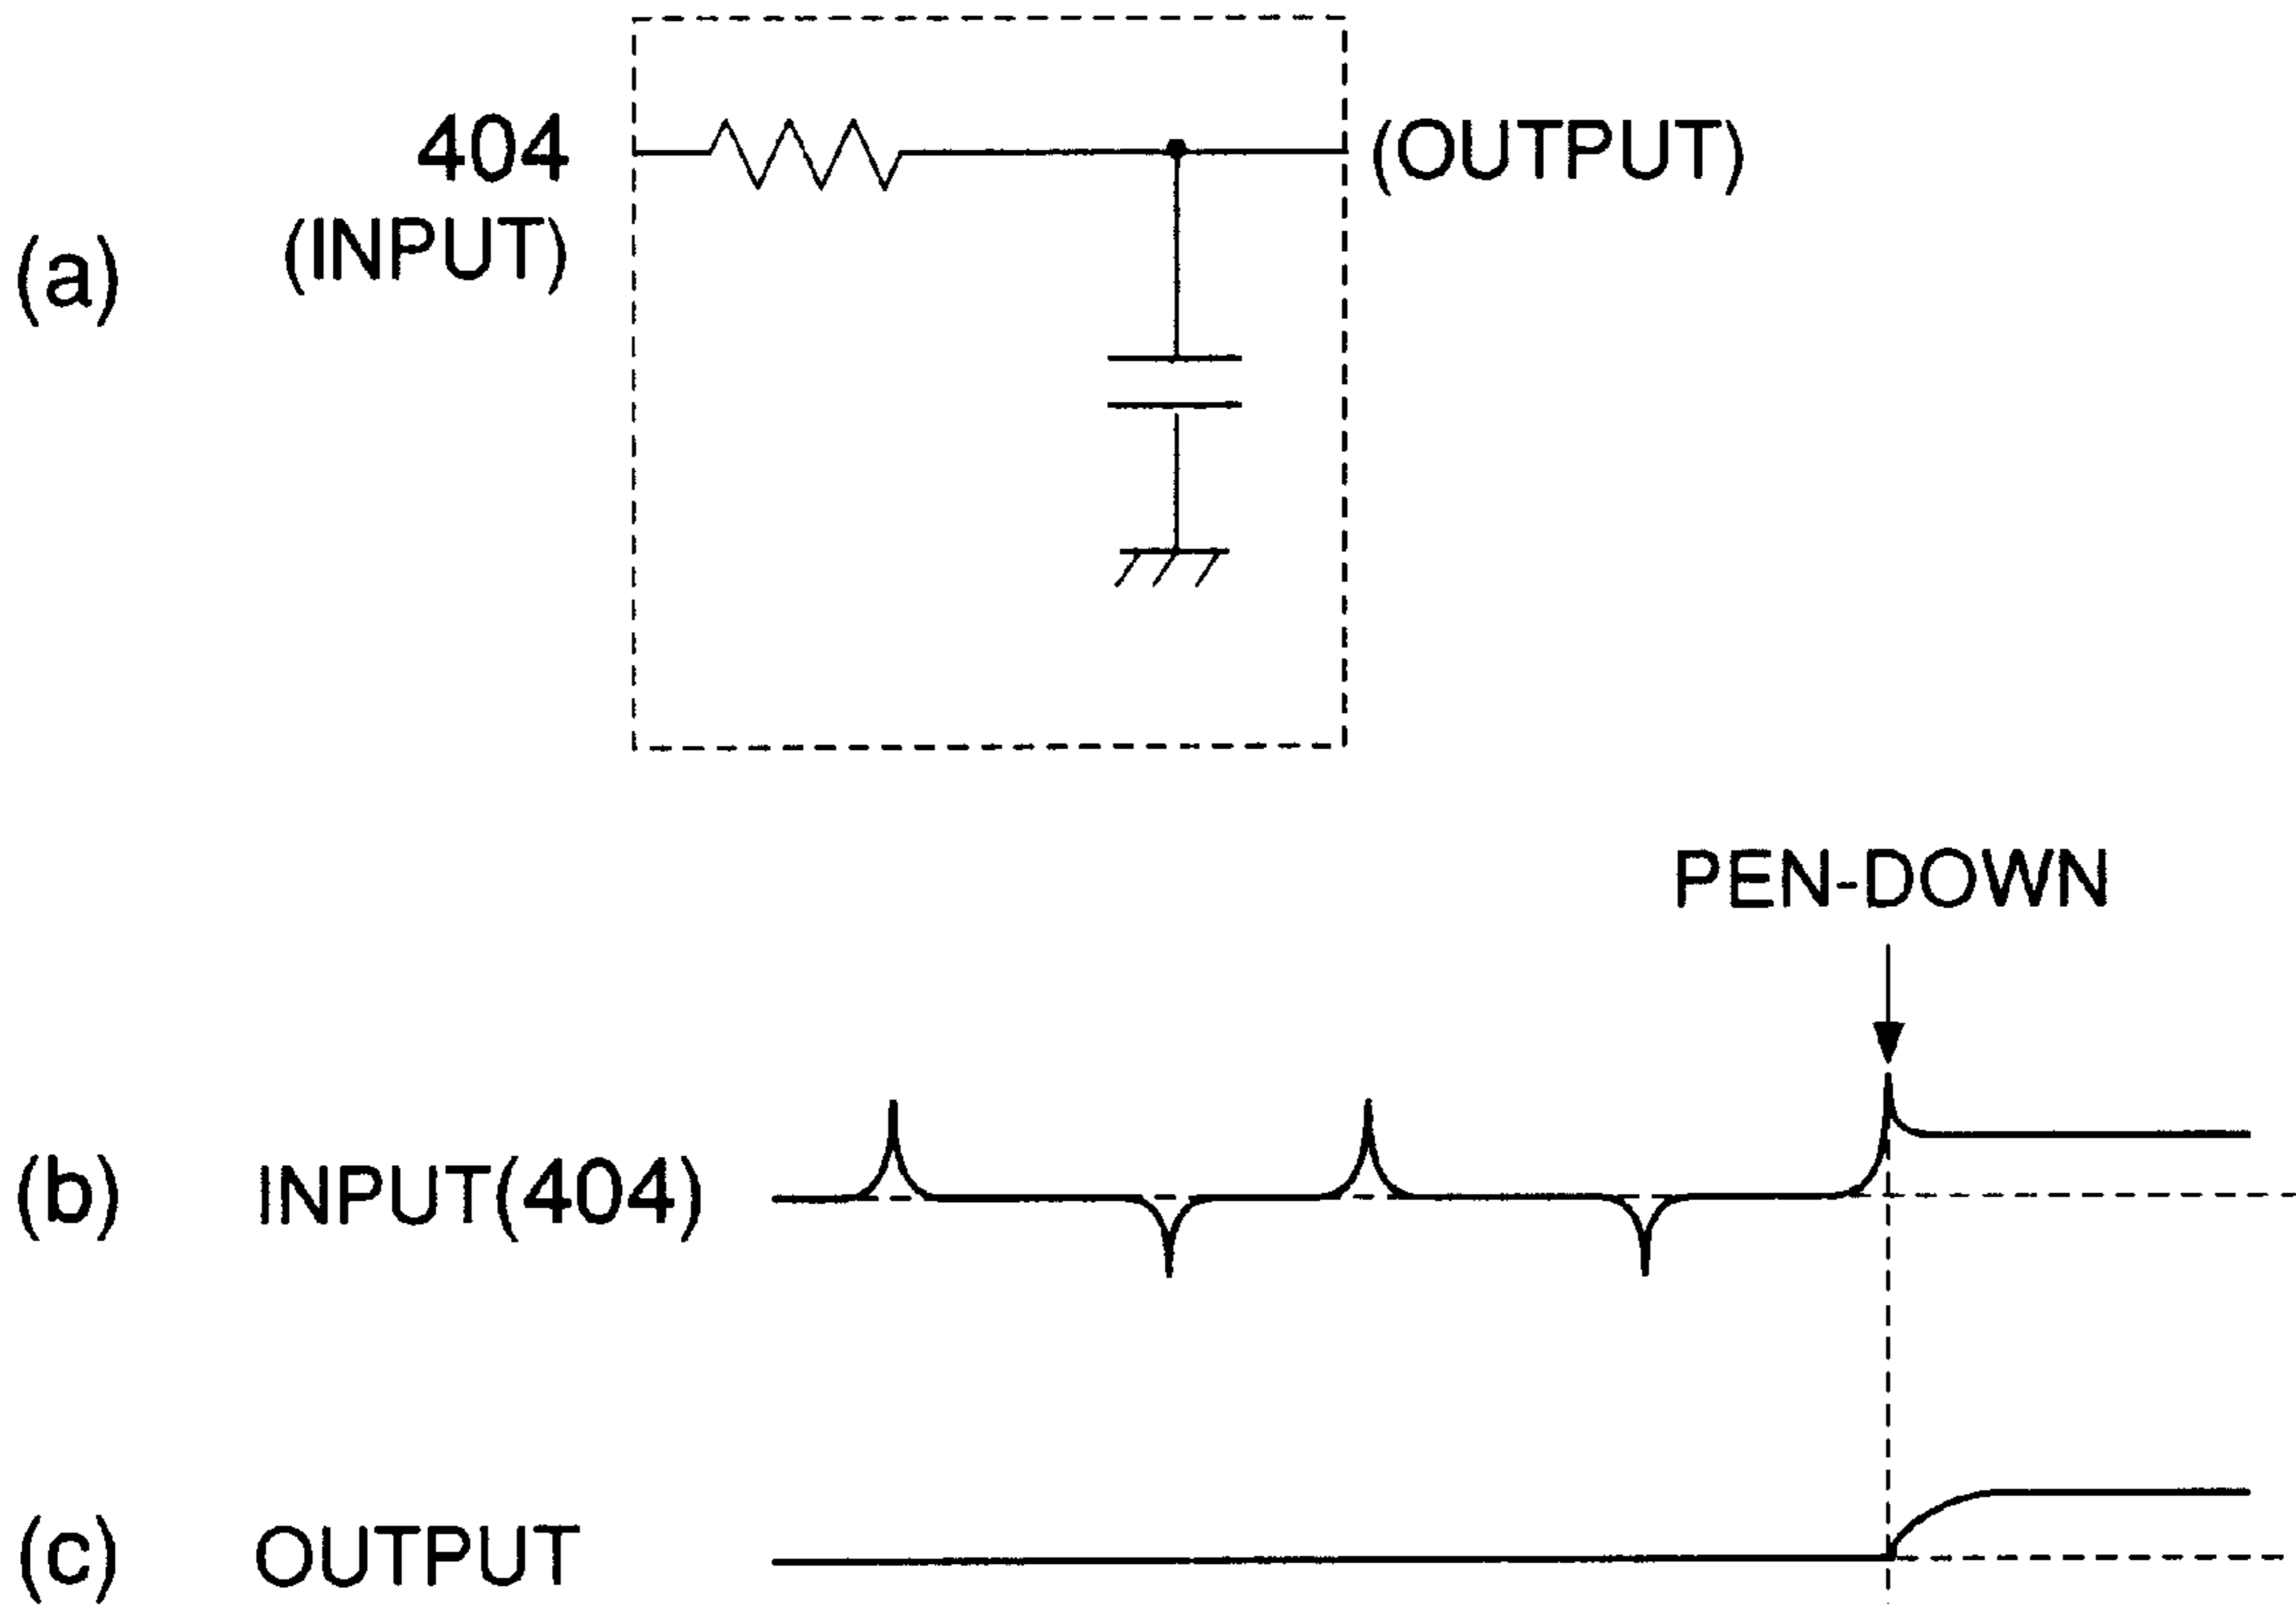 404
(OUTPUT)
(a)
(INPUT)
PEN-DOWN
(b)
INPUT(404)
(c)
OUTPUT